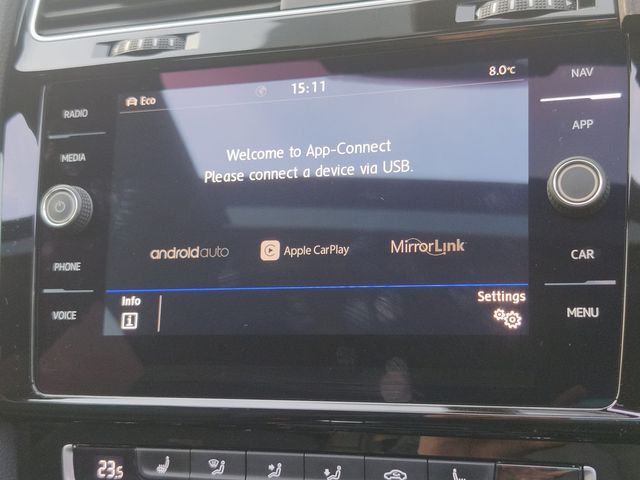 Eco
15:11
8.0°C
Welcome to App-Connect
Please connect a device via USB.
androidauto
Apple CarPlay
MirrorLink
Info
Settings
RADIO
MEDIA
PHONE
VOICE
NAV
APP
CAR
MENU
23.5